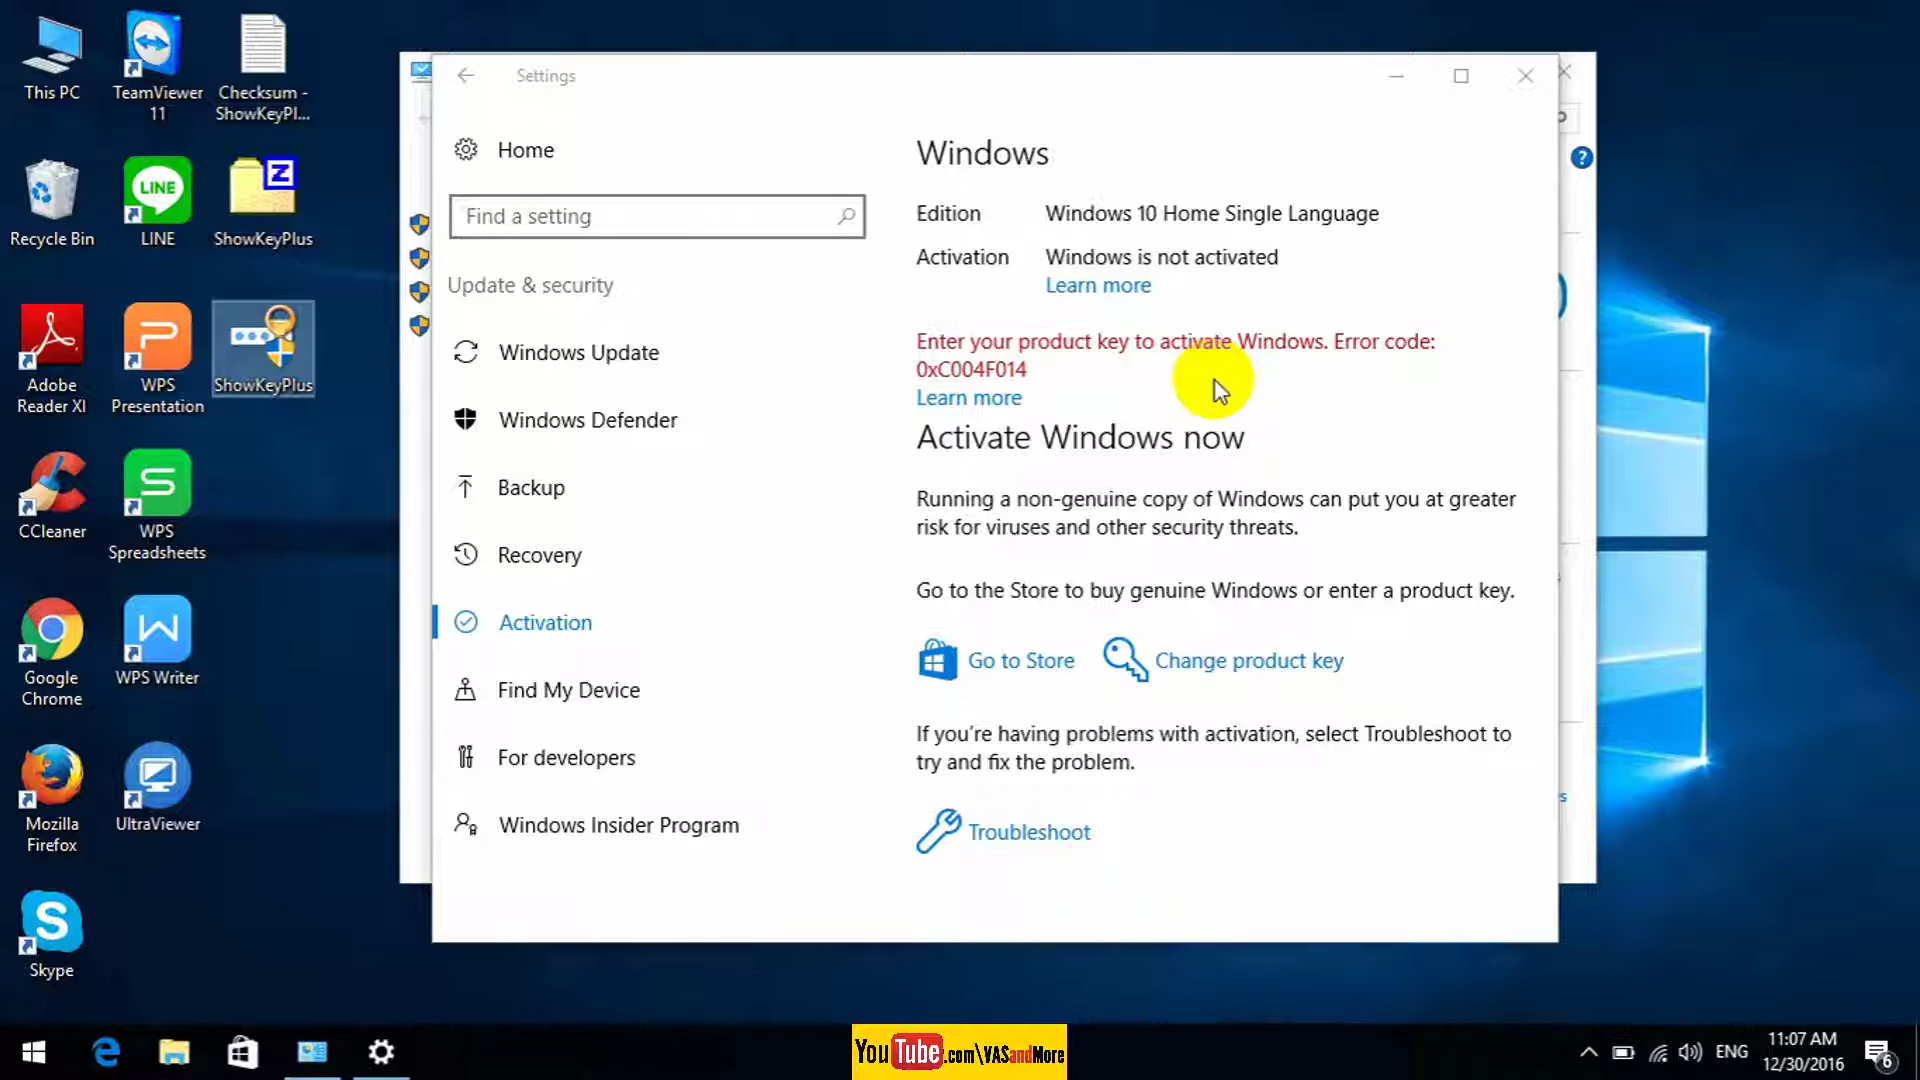 This PC
TeamViewer
11
Checksum -
ShowKeyPl...
Recycle Bin
LINE
ShowKeyPlus
Adobe
Reader XI
WPS
Presentation
ShowKeyPlus
CCleaner
WPS
Spreadsheets
Google
Chrome
WPS Writer
Mozilla
Firefox
UltraViewer
Skype
Settings
Home
Find a setting
Update & security
Windows Update
Windows Defender
Backup
Recovery
Activation
Find My Device
For developers
Windows Insider Program
Windows
Edition Windows 10 Home Single Language
Activation Windows is not activated
Learn more
Enter your product key to activate Windows. Error code:
0xC004F014
Learn more
Activate Windows now
Running a non-genuine copy of Windows can put you at greater
risk for viruses and other security threats.
Go to the Store to buy genuine Windows or enter a product key.
Go to Store Change product key
If you're having problems with activation, select Troubleshoot to
try and fix the problem.
Troubleshoot
YouTube.com\VASandMore
ENG
11:07 AM
12/30/2016
6